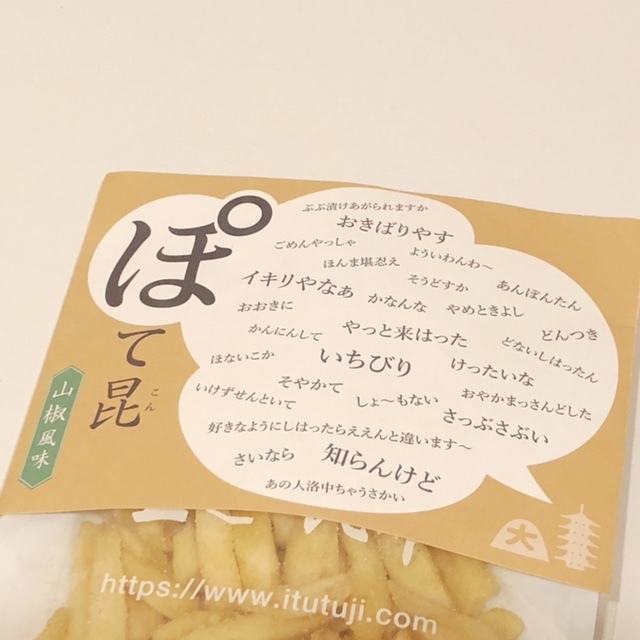 ぽて昆
こん
山椒風味
ぶぶ漬けあがられますか
おきばりやす
ごめんやっしゃ
よういわんわ〜
ほんま堪忍え
そうどすか
あんぽんたん
イキりやなぁ
かなんな
やめときよし
おおきに
どんつき
かんにんして
やっと来はった
どないしはったん
ほないこか
いちびり
けったいな
いけずせんといて
そやかて
しょ〜もない
おやかまっさんどした
さっぶさぶい
好きなようにしはったらええんと違います〜
さいなら
知らんけど
あの人洛中ちゃうさかい
大
https://www.itutuji.com